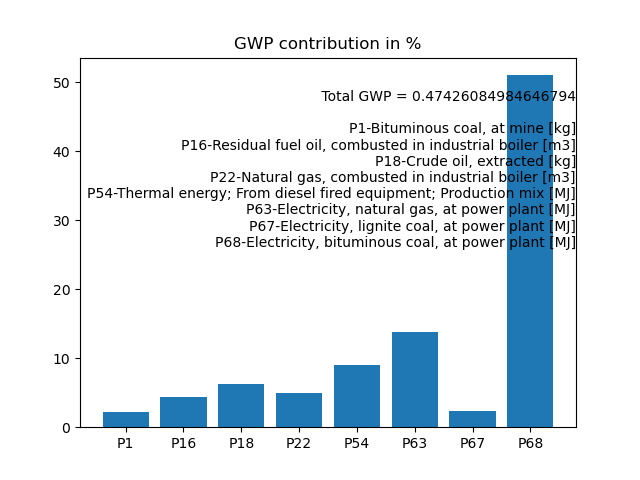 GWP contribution in %
50
Total GWP = 0.47426084984646794
P1-Bituminous coal, at mine [kg]
40
P16-Residual fuel oil, combusted in industrial boiler [m3]
P18-Crude oil, extracted [kg]
P22-Natural gas, combusted in industrial boiler [m3]
P54-Thermal energy; From diesel fired equipment; Production mix [MJ]
P63-Electricity, natural gas, at power plant [MJ]
30
P67-Electricity, lignite coal, at power plant [MJ]
P68-Electricity, bituminous coal, at power plant [MJ]
20
10
0
P1 P16 P18 P22 P54 P63 P67 P68